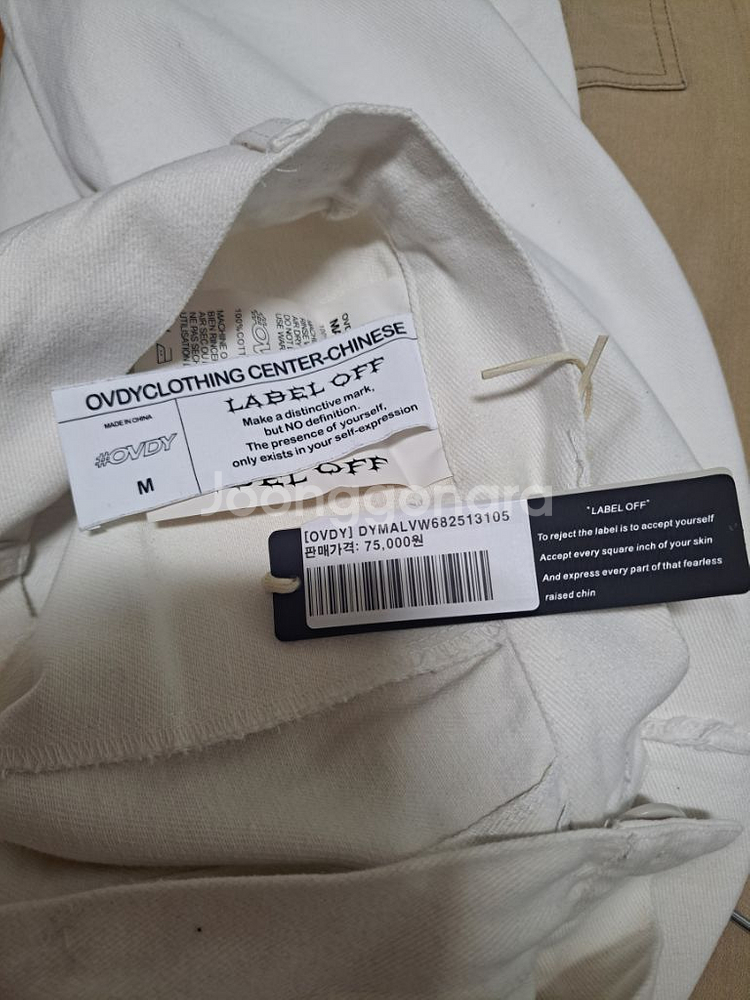 OVDYCLOTHING CENTER-CHINESE
MADE IN CHINA
#OVDY
M
LABEL OFF
Make a distinctive mark,
but NO definition.
The presence of yourself,
only exists in your self-expression
LABEL OFF
Joonggonara
[OVDY] DYMALVW682513105
판매가격: 75,000원
"LABEL OFF"
To reject the label is to accept yourself
Accept every square inch of your skin
And express every part of that fearless
raised chin